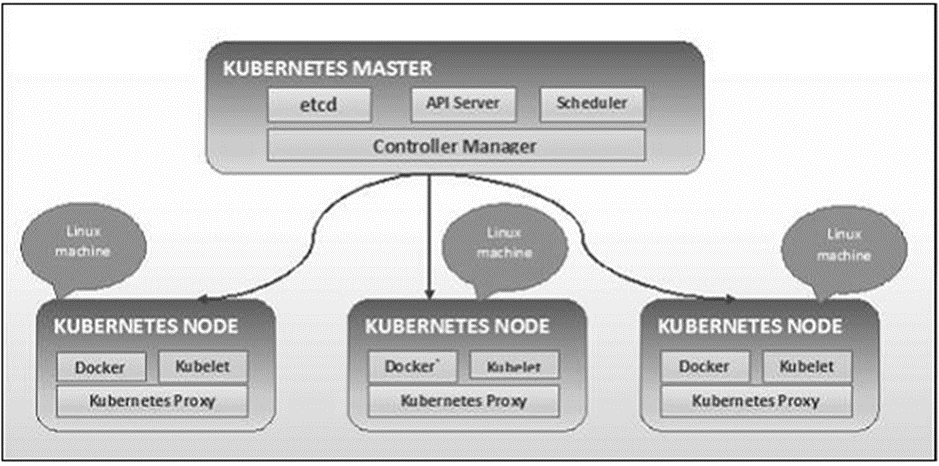 KUBERNETES MASTER
etcd
API Server
Scheduler
Controller Manager
Linux
machine
Linux
machine
Linux
machine
KUBERNETES NODE
KUBERNETES NODE
KUBERNETES NODE
Docker
Kubelet
Docker`
Kubelet
Docker
Kubelet
Kubernetes Proxy
Kubernetes Proxy
Kubernetes Proxy